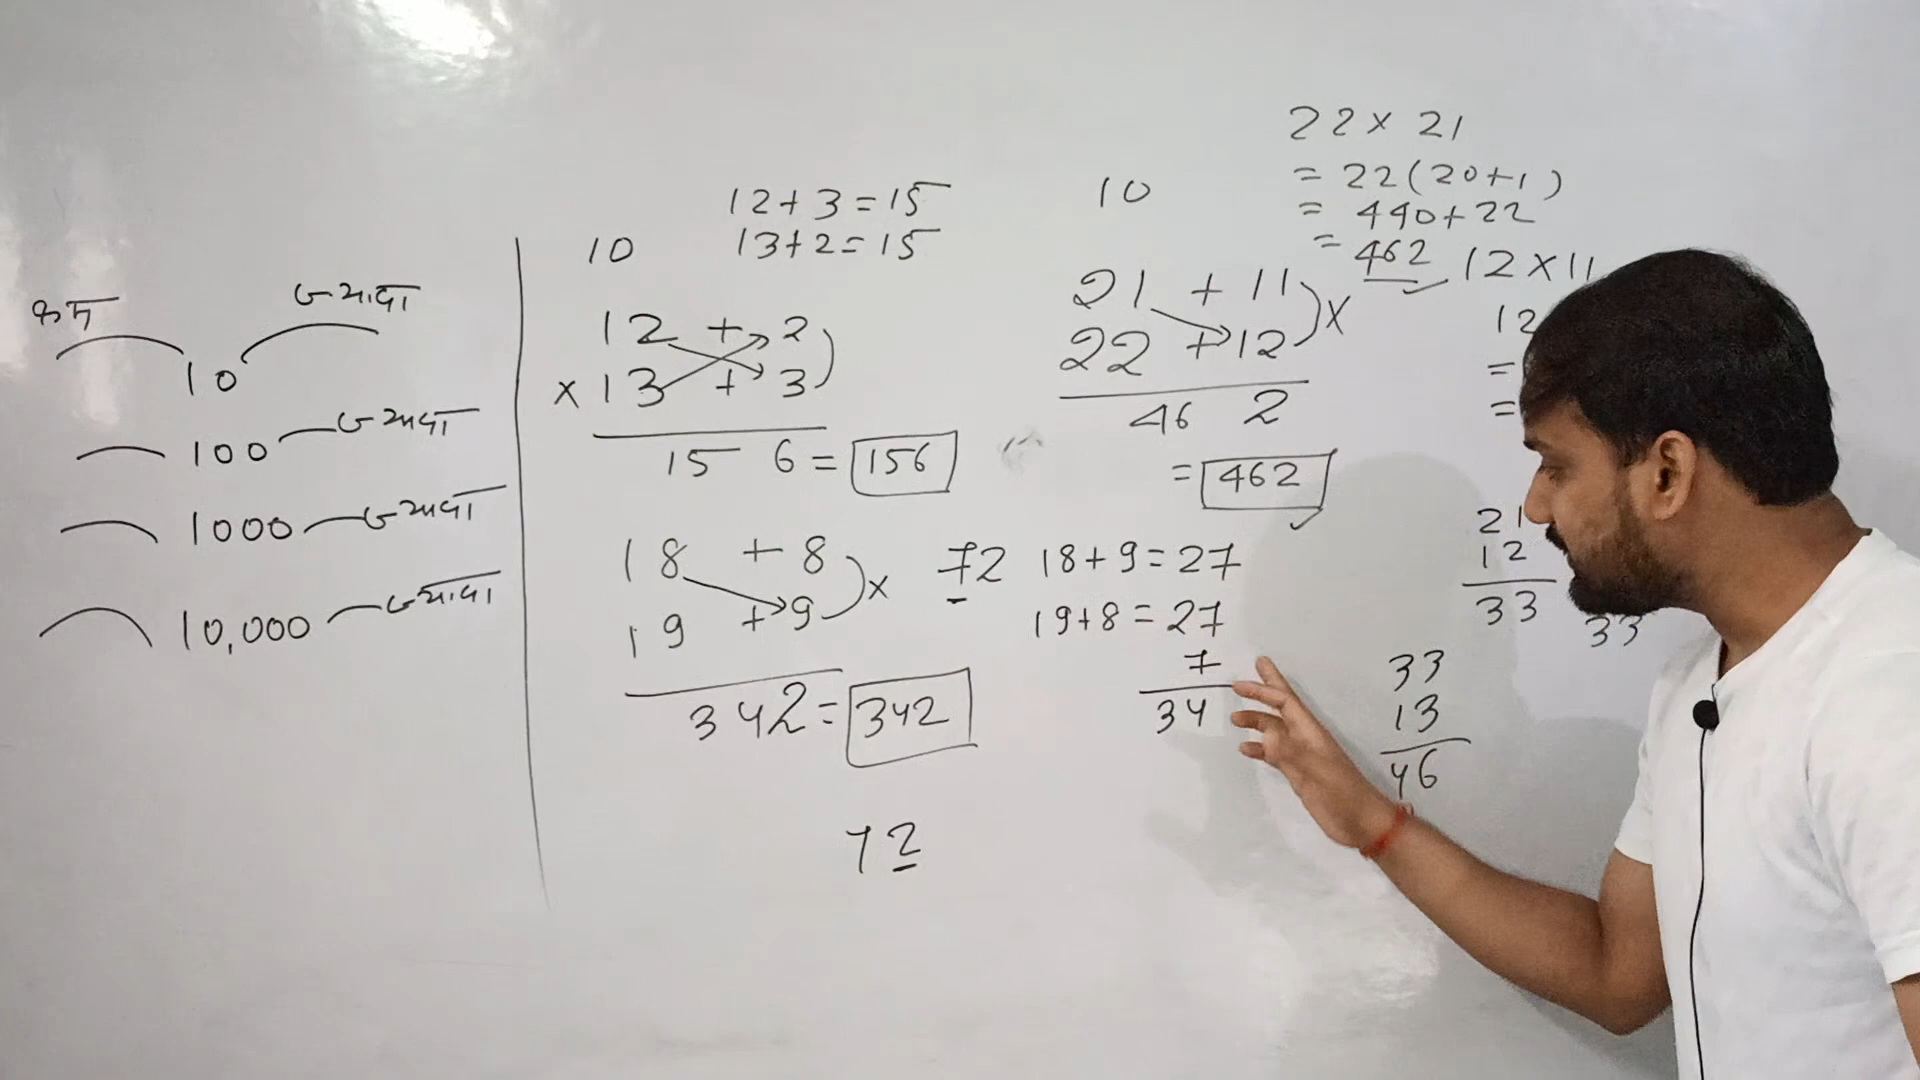 कम ज्यादा
10
100 ज्यादा
1000 ज्यादा
10,000 ज्यादा
12+3=15
13+2=15
10
12 +2
x 13 +3
15 6 = 156
18 +8 x 72
19 +9
342 = 342
72
18+9=27
19+8=27
7
34
10
21 +11 x
22 +12
46 2
= 462
22 x 21
= 22(20+1)
= 440+22
= 462
12 x 11
12
=
=
21
12
33
33
33
13
46